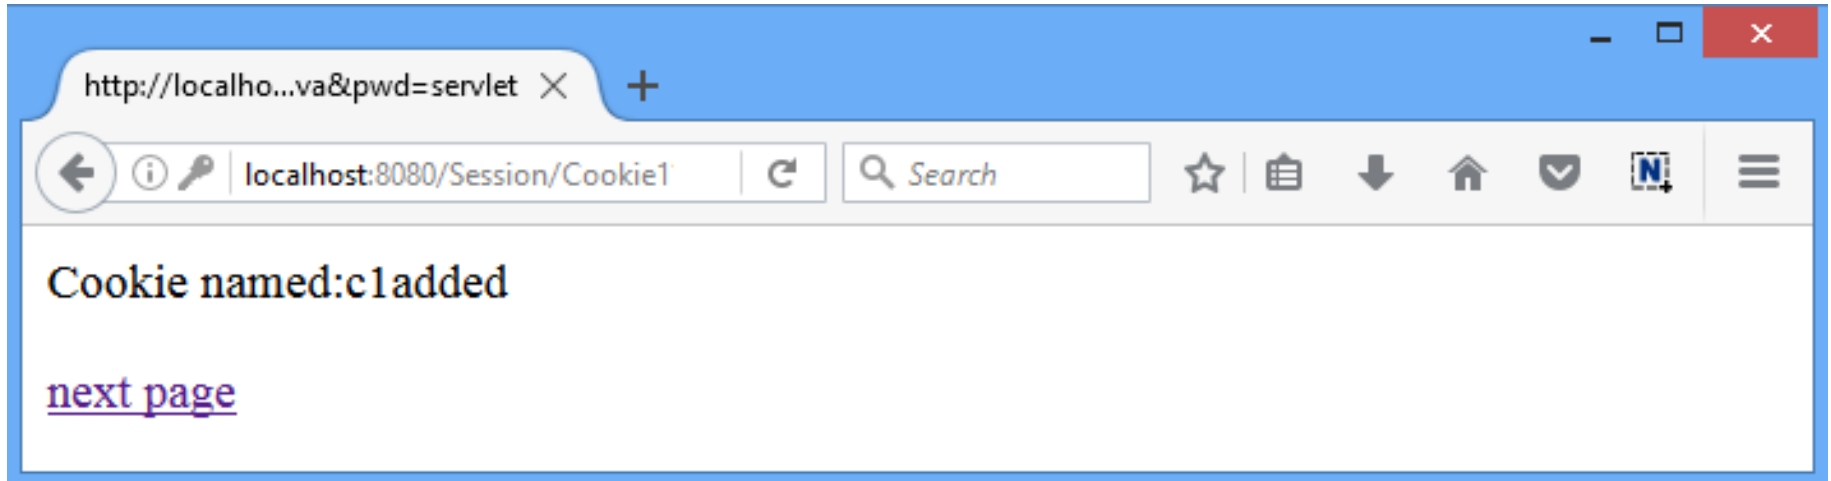 http://localho...va&pwd=servlet
localhost:8080/Session/Cookie1
Search
N
Cookie named:c1added
next page